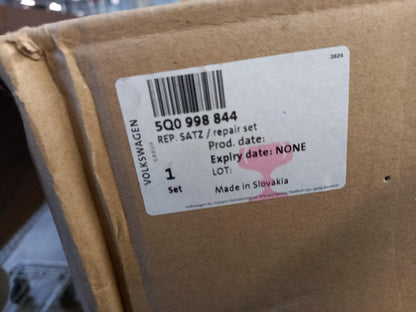 3824
5Q0 998 844
REP. SATZ / repair set
Prod. date:
Expiry date: NONE
LOT:
1
Set
Made in Slovakia
VOLKSWAGEN
GROUP